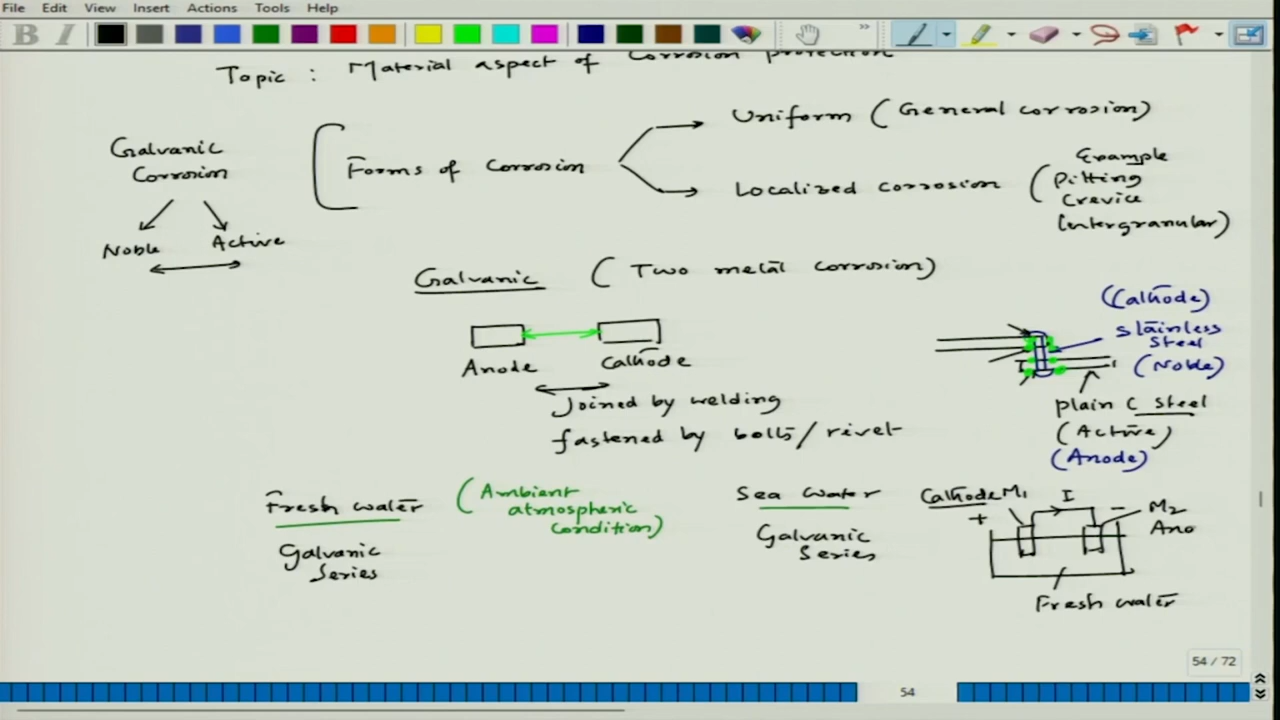 File Edit View Insert Actions Tools Help
B I
Topic : Material aspect of Corrosion protection
Galvanic
Corrosion
Noble Active
Forms of Corrosion
Uniform (General corrosion)
Localized corrosion
(Example
Pitting
Crevice
Intergranular)
Galvanic (Two metal corrosion)
Anode Cathode
Joined by welding
fastened by bolts/rivet
(Cathode)
Stainless
Steel
(Noble)
plain C steel
(Active)
(Anode)
Fresh water (Ambient
atmospheric
condition)
Galvanic
Series
Sea water
Galvanic
Series
Cathode M1 I
+ - M2
Ano
Fresh water
54 / 72
54